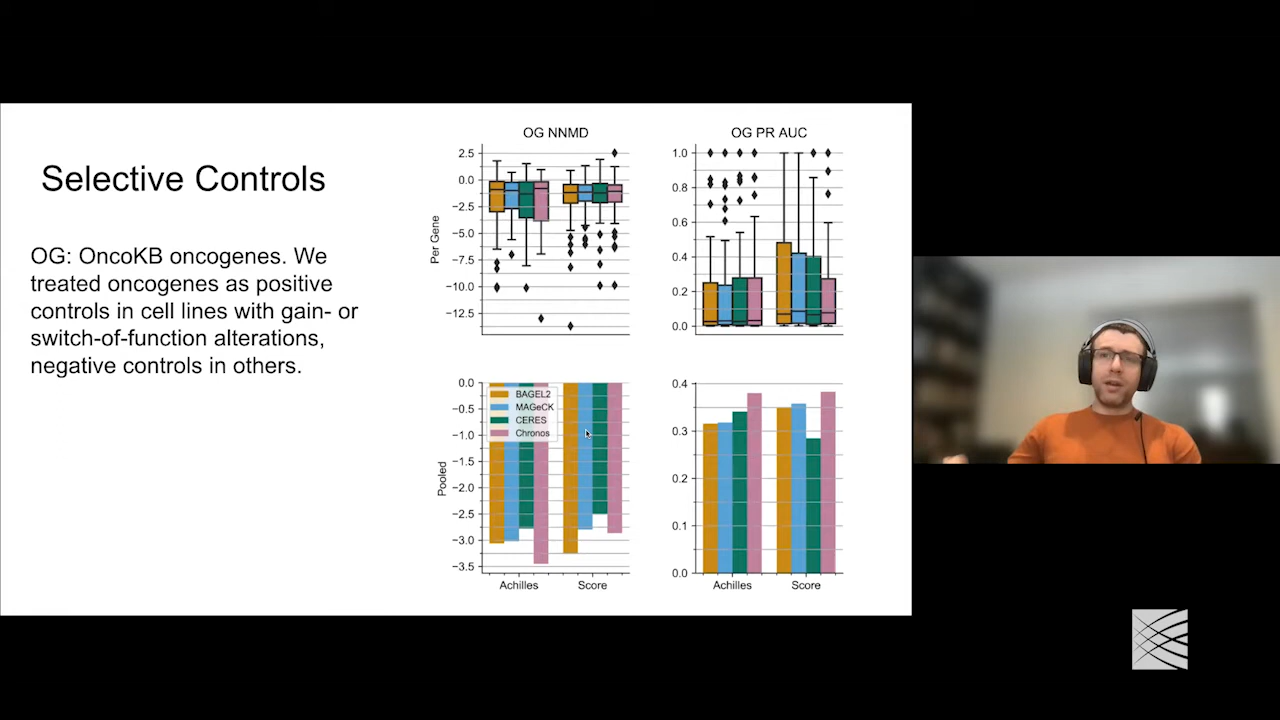 Selective Controls
OG: OncoKB oncogenes. We
treated oncogenes as positive
controls in cell lines with gain- or
switch-of-function alterations,
negative controls in others.
OG NNMD
Per Gene
2.5
0.0
−2.5
−5.0
−7.5
−10.0
−12.5
OG PR AUC
1.0
0.8
0.6
0.4
0.2
0.0
Pooled
0.0
−0.5
−1.0
−1.5
−2.0
−2.5
−3.0
−3.5
BAGEL2
MAGeCK
CERES
Chronos
Achilles
Score
0.4
0.3
0.2
0.1
0.0
Achilles
Score